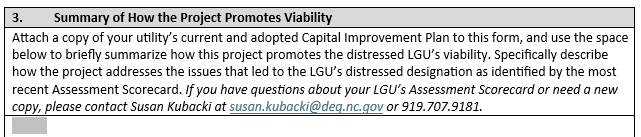 3. Summary of How the Project Promotes Viability
Attach a copy of your utility's current and adopted Capital Improvement Plan to this form, and use the space
below to briefly summarize how this project promotes the distressed LGU's viability. Specifically describe
how the project addresses the issues that led to the LGU's distressed designation as identified by the most
recent Assessment Scorecard. If you have questions about your LGU's Assessment Scorecard or need a new
copy, please contact Susan Kubacki at susan.kubacki@deq.nc.gov or 919.707.9181.